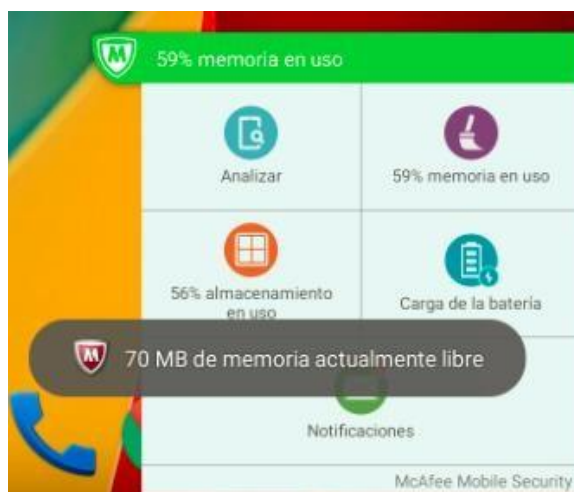 59% memoria en uso
Analizar
59% memoria en uso
56% almacenamiento
en uso
Carga de la batería
70 MB de memoria actualmente libre
Notificaciones
McAfee Mobile Security